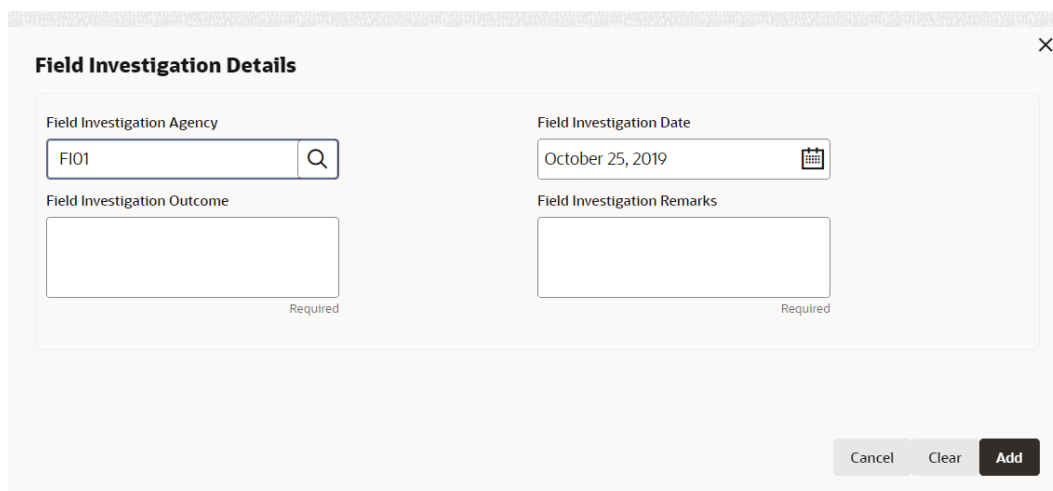 Field Investigation Details
Field Investigation Agency
Field Investigation Date
FI01
October 25, 2019
Field Investigation Outcome
Field Investigation Remarks
Required
Required
Cancel
Clear
Add